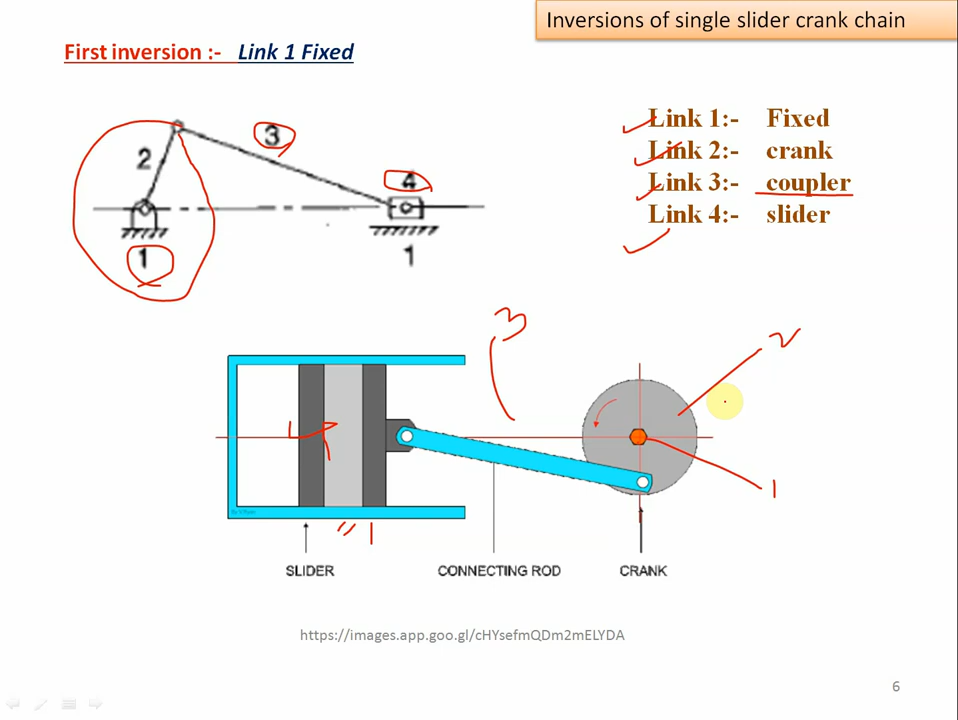 Inversions of single slider crank chain
First inversion :- Link 1 Fixed
3
2
4
1
1
Link 1:- Fixed
Link 2:- crank
Link 3:- coupler
Link 4:- slider
3
2
4
1
1
SLIDER
CONNECTING ROD
CRANK
https://images.app.goo.gl/cHYsefmQDm2mELYDA
6